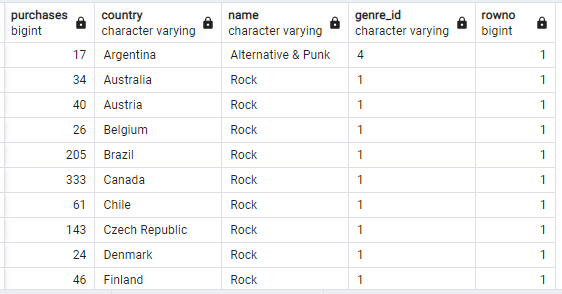 purchases country name genre_id rowno
bigint character varying character varying character varying bigint
17 Argentina Alternative & Punk 4 1
34 Australia Rock 1 1
40 Austria Rock 1 1
26 Belgium Rock 1 1
205 Brazil Rock 1 1
333 Canada Rock 1 1
61 Chile Rock 1 1
143 Czech Republic Rock 1 1
24 Denmark Rock 1 1
46 Finland Rock 1 1